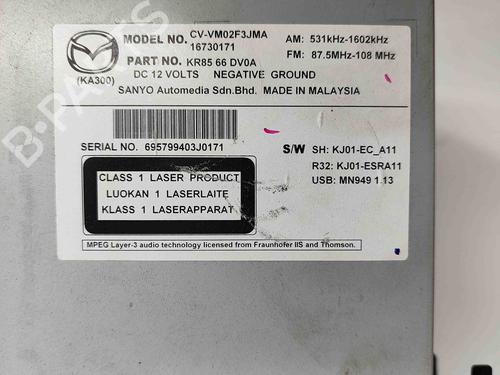 MODEL NO. CV-VM02F3JMA
16730171
AM: 531kHz-1602kHz
PART NO. KR85 66 DV0A
FM: 87.5MHz-108 MHz
(KA300)
DC 12 VOLTS NEGATIVE GROUND
SANYO Automedia Sdn.Bhd. MADE IN MALAYSIA
SERIAL NO. 695799403J0171
S/W SH: KJ01-EC_A11
R32: KJ01-ESRA11
USB: MN949 1.13
CLASS 1 LASER PRODUCT
LUOKAN 1 LASERLAITE
KLASS 1 LASERAPPARAT
MPEG Layer-3 audio technology licensed from Fraunhofer IIS and Thomson.